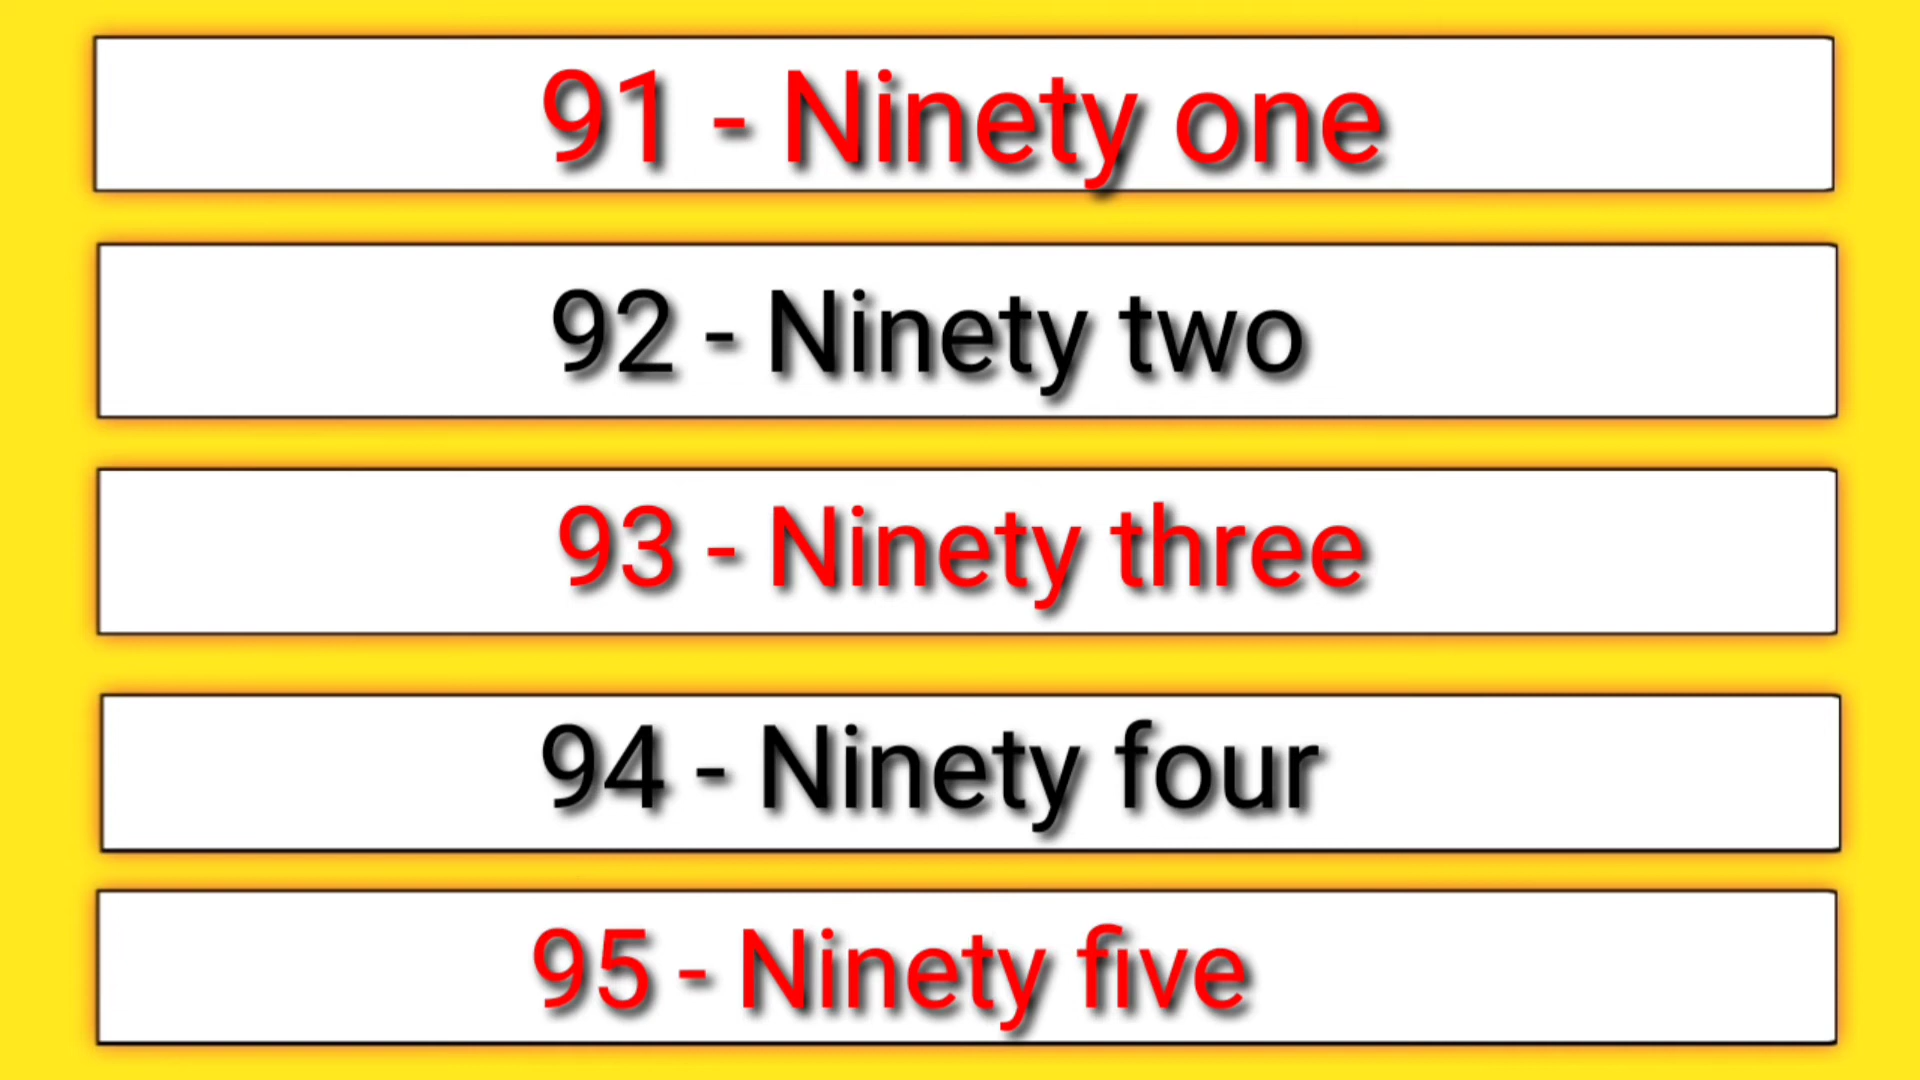 91 - Ninety one
92 - Ninety two
93 - Ninety three
94 - Ninety four
95 - Ninety five